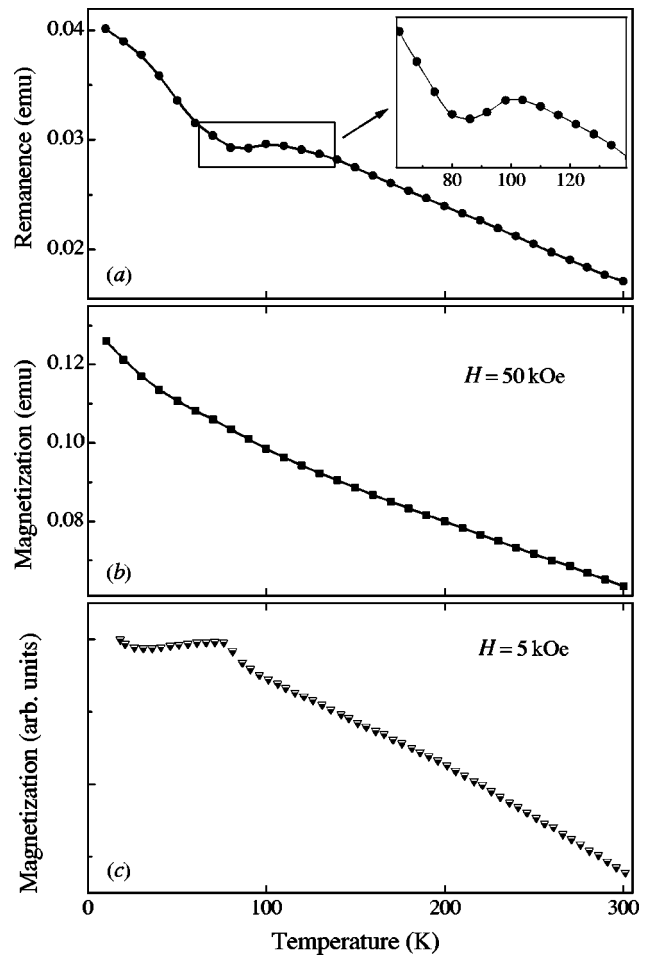 0.04
0.03
0.02
Remanence (emu)
80 100 120
(a)
0.12
0.10
0.08
Magnetization (emu)
H = 50 kOe
(b)
Magnetization (arb. units)
H = 5 kOe
(c)
0 100 200 300
Temperature (K)